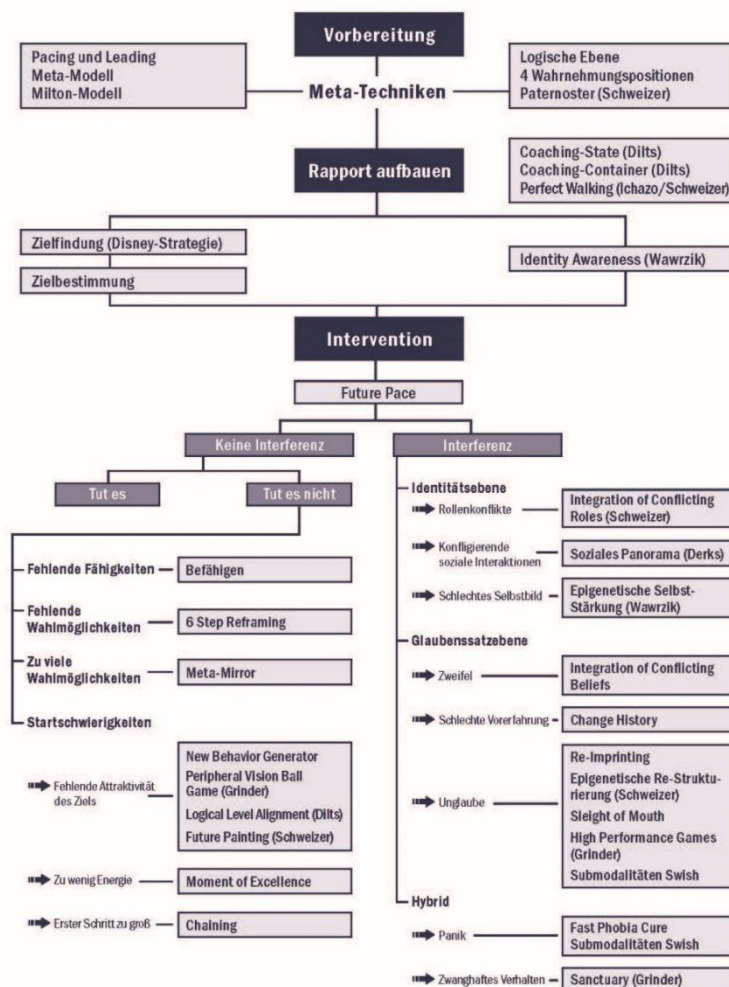 Vorbereitung
Pacing und Leading
Meta-Modell
Milton-Modell
Meta-Techniken
Logische Ebene
4 Wahrnehmungspositionen
Paternoster (Schweizer)
Rapport aufbauen
Coaching-State (Dilts)
Coaching-Container (Dilts)
Perfect Walking (Ichazo/Schweizer)
Zielfindung (Disney-Strategie)
Zielbestimmung
Identity Awareness (Wawrzik)
Intervention
Future Pace
Keine Interferenz
Interferenz
Tut es
Tut es nicht
Fehlende Fähigkeiten
Befähigen
Fehlende
Wahlmöglichkeiten
6 Step Reframing
Zu viele
Wahlmöglichkeiten
Meta-Mirror
Startschwierigkeiten
Fehlende Attraktivität
des Ziels
New Behavior Generator
Peripheral Vision Ball
Game (Grinder)
Logical Level Alignment (Dilts)
Future Painting (Schweizer)
Zu wenig Energie
Moment of Excellence
Erster Schritt zu groß
Chaining
Identitätsebene
Rollenkonflikte
Integration of Conflicting
Roles (Schweizer)
Konfligierende
soziale Interaktionen
Soziales Panorama (Derks)
Schlechtes Selbstbild
Epigenetische Selbst-
Stärkung (Wawrzik)
Glaubenssatzebene
Zweifel
Integration of Conflicting
Beliefs
Schlechte Vorerfahrung
Change History
Unglaube
Re-Imprinting
Epigenetische Re-Struktu-
rierung (Schweizer)
Sleight of Mouth
High Performance Games
(Grinder)
Submodalitäten Swish
Hybrid
Panik
Fast Phobia Cure
Submodalitäten Swish
Zwanghaftes Verhalten
Sanctuary (Grinder)